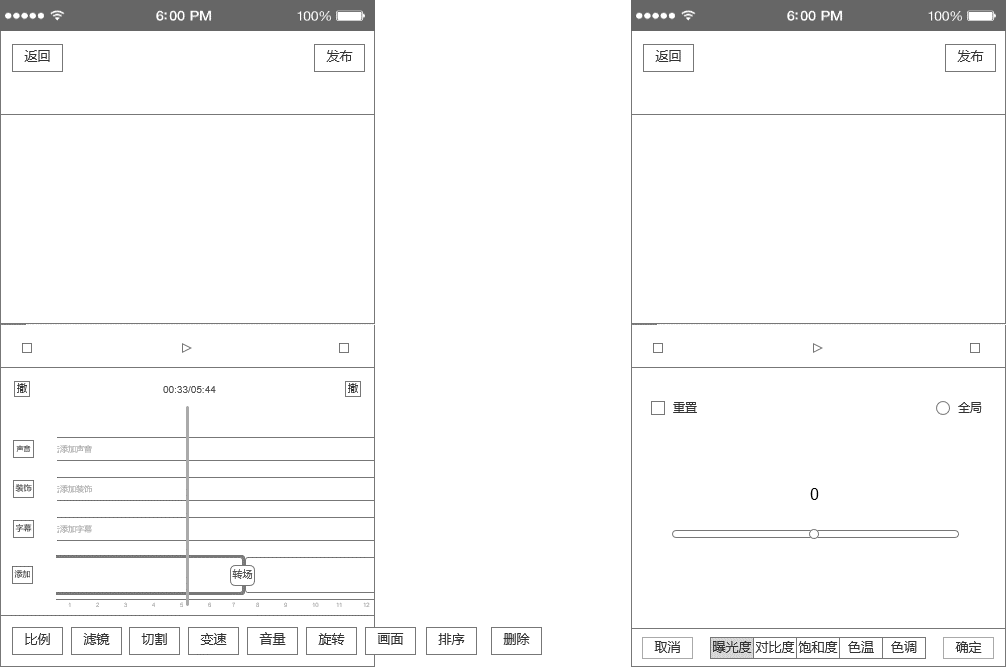 6:00 PM 100%
返回 发布
撤 00:33/05:44 撤
声音 添加声音
装饰 添加装饰
字幕 添加字幕
添加 转场
1 2 3 4 5 6 7 8 9 10 11 12
比例 滤镜 切割 变速 音量 旋转 画面 排序 删除
6:00 PM 100%
返回 发布
重置 全局
0
取消 曝光度 对比度 饱和度 色温 色调 确定